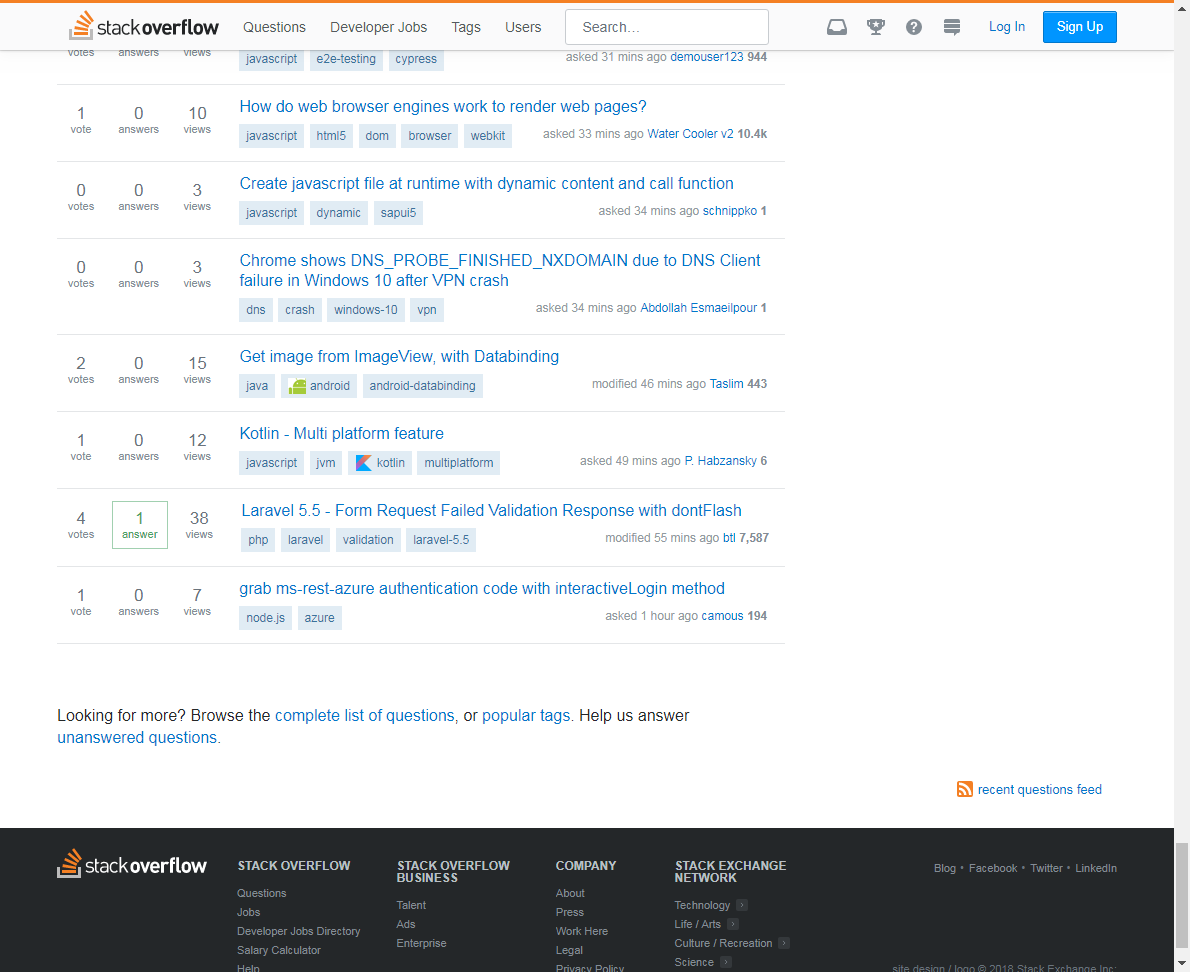 stackoverflow Questions Developer Jobs Tags Users Search... Log In Sign Up
votes answers views
javascript e2e-testing cypress asked 31 mins ago demouser123 944
1 0 10 How do web browser engines work to render web pages?
vote answers views
javascript html5 dom browser webkit asked 33 mins ago Water Cooler v2 10.4k
0 0 3 Create javascript file at runtime with dynamic content and call function
votes answers views
javascript dynamic sapui5 asked 34 mins ago schnippko 1
0 0 3 Chrome shows DNS_PROBE_FINISHED_NXDOMAIN due to DNS Client
votes answers views failure in Windows 10 after VPN crash
dns crash windows-10 vpn asked 34 mins ago Abdollah Esmaeilpour 1
2 0 15 Get image from ImageView, with Databinding
votes answers views
java android android-databinding modified 46 mins ago Taslim 443
1 0 12 Kotlin - Multi platform feature
vote answers views
javascript jvm kotlin multiplatform asked 49 mins ago P. Habzansky 6
4 1 38 Laravel 5.5 - Form Request Failed Validation Response with dontFlash
votes answer views
php laravel validation laravel-5.5 modified 55 mins ago btl 7,587
1 0 7 grab ms-rest-azure authentication code with interactiveLogin method
vote answers views
node.js azure asked 1 hour ago camous 194
Looking for more? Browse the complete list of questions, or popular tags. Help us answer
unanswered questions.
recent questions feed
stackoverflow
STACK OVERFLOW
Questions
Jobs
Developer Jobs Directory
Salary Calculator
Help
STACK OVERFLOW
BUSINESS
Talent
Ads
Enterprise
COMPANY
About
Press
Work Here
Legal
Privacy Policy
STACK EXCHANGE
NETWORK
Technology
Life / Arts
Culture / Recreation
Science
Blog • Facebook • Twitter • LinkedIn
site design / logo © 2018 Stack Exchange Inc;